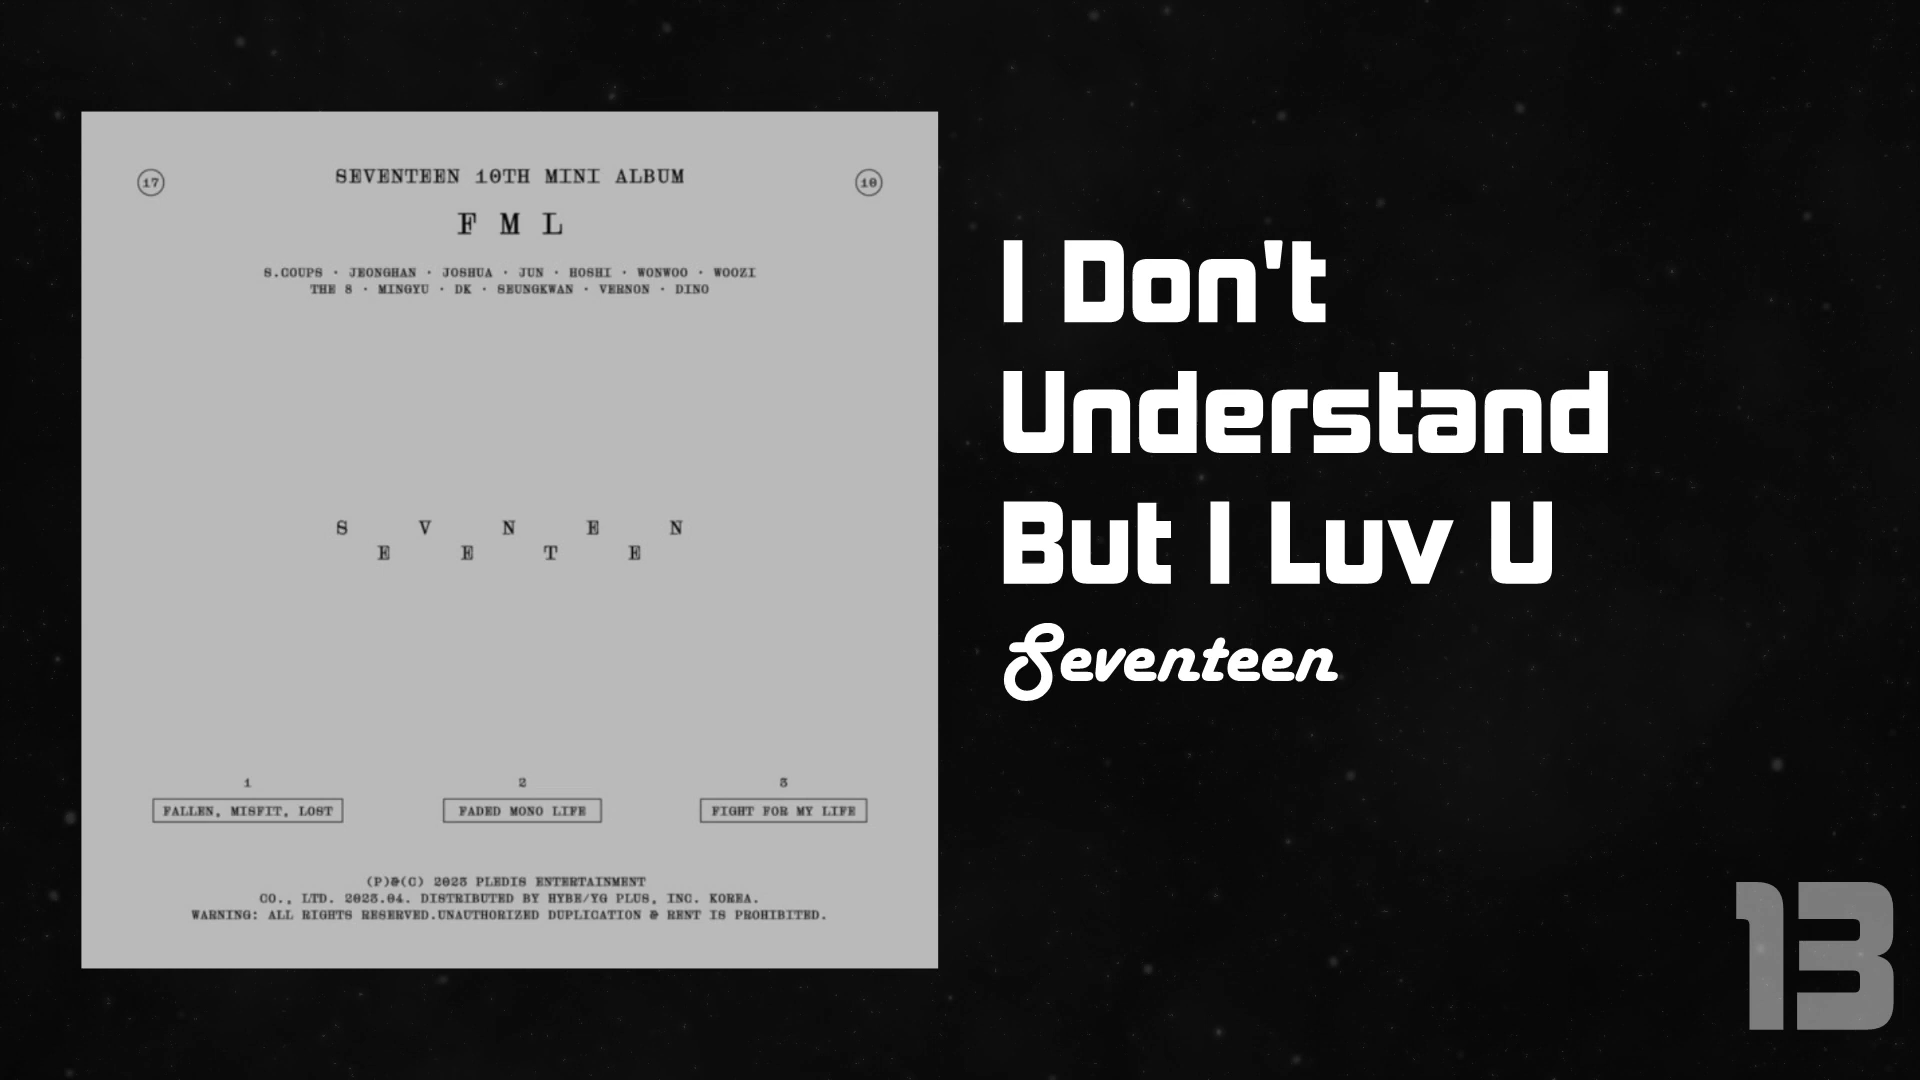 17
SEVENTEEN 10TH MINI ALBUM
10
F M L
S.COUPS · JEONGHAN · JOSHUA · JUN · HOSHI · WONWOO · WOOZI
THE 8 · MINGYU · DK · SEUNGKWAN · VERNON · DINO
S V N E N
E E T E
1 2 3
FALLEN, MISFIT, LOST FADED MONO LIFE FIGHT FOR MY LIFE
(P)&(C) 2023 PLEDIS ENTERTAINMENT
CO., LTD. 2023.04. DISTRIBUTED BY HYBE/YG PLUS, INC. KOREA.
WARNING: ALL RIGHTS RESERVED.UNAUTHORIZED DUPLICATION & RENT IS PROHIBITED.
I Don't
Understand
But I Luv U
Seventeen
13